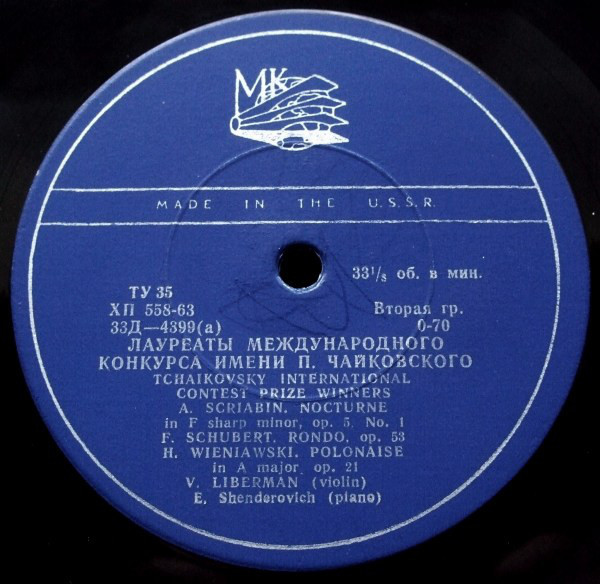 МК
MADE IN THE U.S.S.R.
33⅓ об. в мин.
ТУ 35
ХП 558-63
Вторая гр.
33Д—4399(а)
0-70
ЛАУРЕАТЫ МЕЖДУНАРОДНОГО
КОНКУРСА ИМЕНИ П. ЧАЙКОВСКОГО
TCHAIKOVSKY INTERNATIONAL
CONTEST PRIZE WINNERS
A. SCRIABIN. NOCTURNE
in F sharp minor, op. 5, No. 1
F. SCHUBERT. RONDO, op. 53
H. WIENIAWSKI. POLONAISE
in A major, op. 21
V. LIBERMAN (violin)
E. Shenderovich (piano)